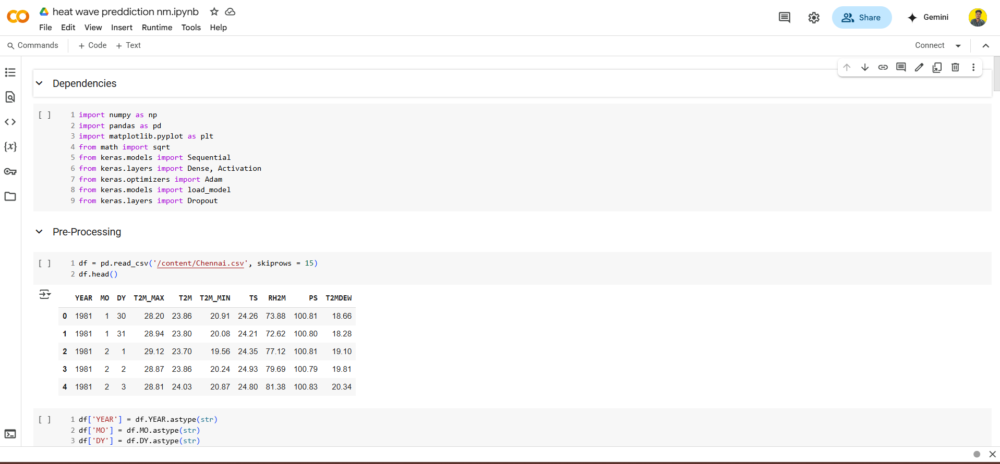 heat wave preddiction nm.ipynb
File Edit View Insert Runtime Tools Help
Share
Gemini
Commands
+ Code + Text
Connect
Dependencies
[ ]
1 import numpy as np
2 import pandas as pd
3 import matplotlib.pyplot as plt
4 from math import sqrt
5 from keras.models import Sequential
6 from keras.layers import Dense, Activation
7 from keras.optimizers import Adam
8 from keras.models import load_model
9 from keras.layers import Dropout
Pre-Processing
[ ]
1 df = pd.read_csv('/content/Chennai.csv', skiprows = 15)
2 df.head()
YEAR MO DY T2M_MAX T2M T2M_MIN TS RH2M PS T2MDEW
0 1981 1 30 28.20 23.86 20.91 24.26 73.88 100.81 18.66
1 1981 1 31 28.94 23.80 20.08 24.21 72.62 100.80 18.28
2 1981 2 1 29.12 23.70 19.56 24.35 77.12 100.81 19.10
3 1981 2 2 28.87 23.86 20.24 24.93 79.69 100.79 19.81
4 1981 2 3 28.81 24.03 20.87 24.80 81.38 100.83 20.34
[ ]
1 df['YEAR'] = df.YEAR.astype(str)
2 df['MO'] = df.MO.astype(str)
3 df['DY'] = df.DY.astype(str)